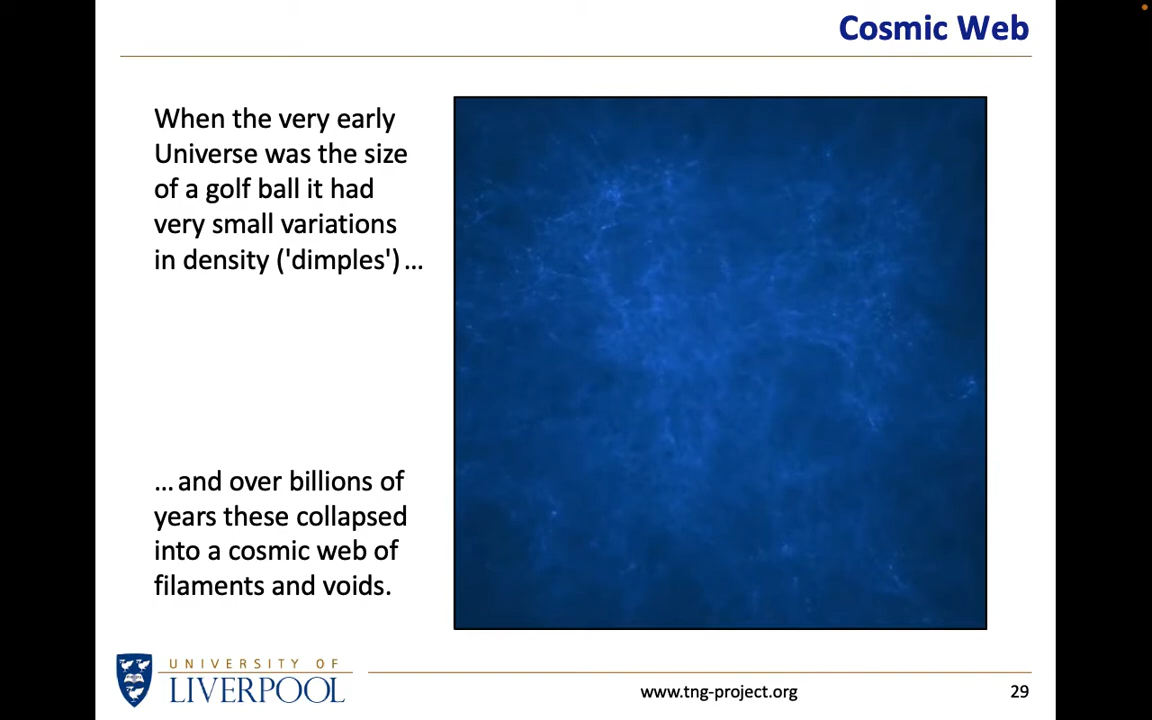 Cosmic Web
When the very early
Universe was the size
of a golf ball it had
very small variations
in density ('dimples') ...
... and over billions of
years these collapsed
into a cosmic web of
filaments and voids.
UNIVERSITY OF
LIVERPOOL
www.tng-project.org
29